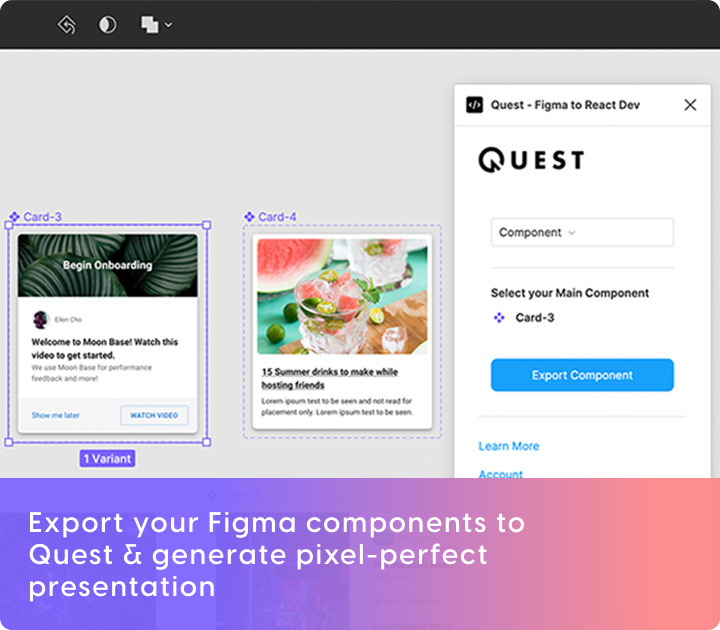 Quest - Figma to React Dev
QUEST
Component
Select your Main Component
Card-3
Export Component
Learn More
Account
Card-3
Begin Onboarding
Ellen Cho
Welcome to Moon Base! Watch this
video to get started.
We use Moon Base for performance
feedback and more!
Show me later
WATCH VIDEO
1 Variant
Card-4
15 Summer drinks to make while
hosting friends
Lorem ipsum test to be seen and not read for
placement only. Lorem ipsum test to be seen.
Export your Figma components to
Quest & generate pixel-perfect
presentation